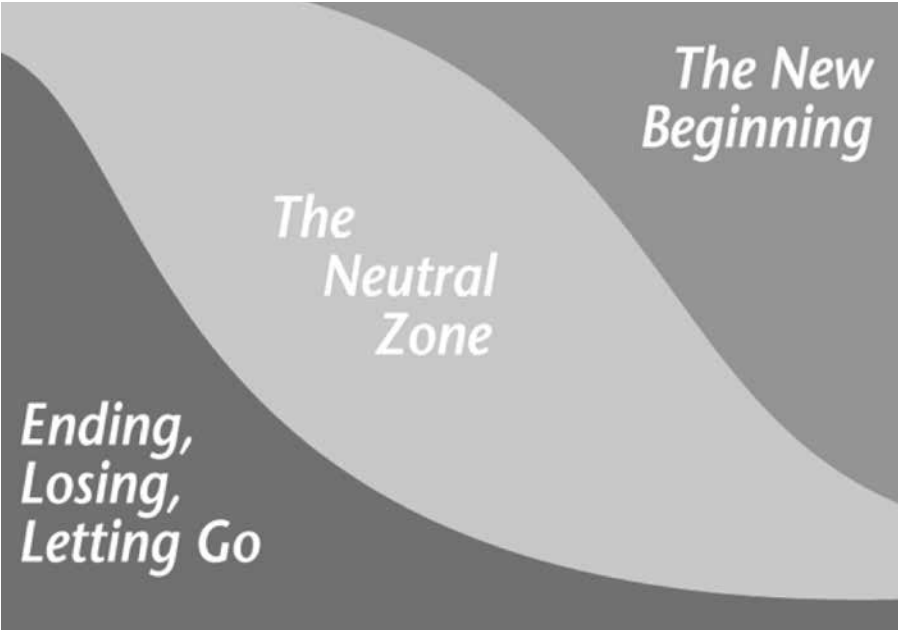 The New
Beginning
The
Neutral
Zone
Ending,
Losing,
Letting Go